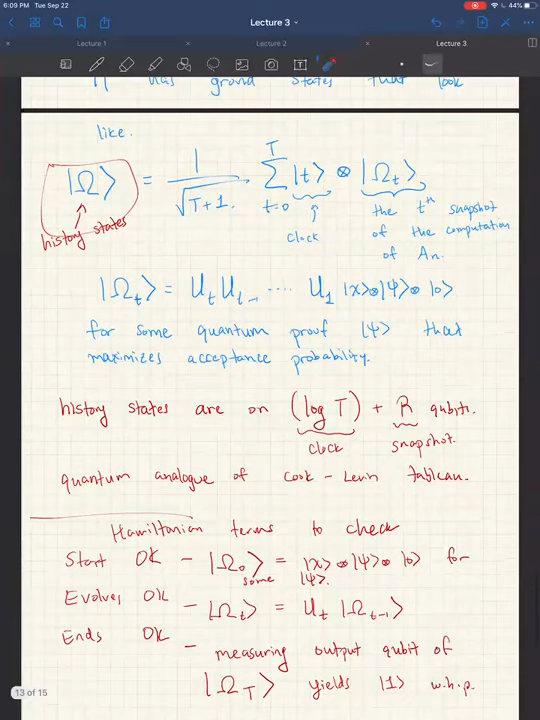 6:09 PM Tue Sep 22
44%
Lecture 3
Lecture 1
Lecture 2
Lecture 3
It has ground states that look
like.
|Ω⟩ = 1/√(T+1) ∑_{t=0}^{T} |t⟩ ⊗ |Ω_t⟩
history states
clock
the t^th snapshot
of the computation
of A_n.
|Ω_t⟩ = U_t U_{t-1} ···· U_1 |x⟩⊗|ψ⟩⊗|0⟩
for some quantum proof |ψ⟩ that
maximizes acceptance probability.
history states are on (log T) + R qubits.
clock snapshot.
quantum analogue of Cook-Levin tableau.
Hamiltonian terms to check
Start OK - |Ω_0⟩ = |x⟩⊗|ψ⟩⊗|0⟩ for
some |ψ⟩.
Evolves OK - |Ω_t⟩ = U_t |Ω_{t-1}⟩
Ends OK - measuring output qubit of
|Ω_T⟩ yields |1⟩ w.h.p.
13 of 15